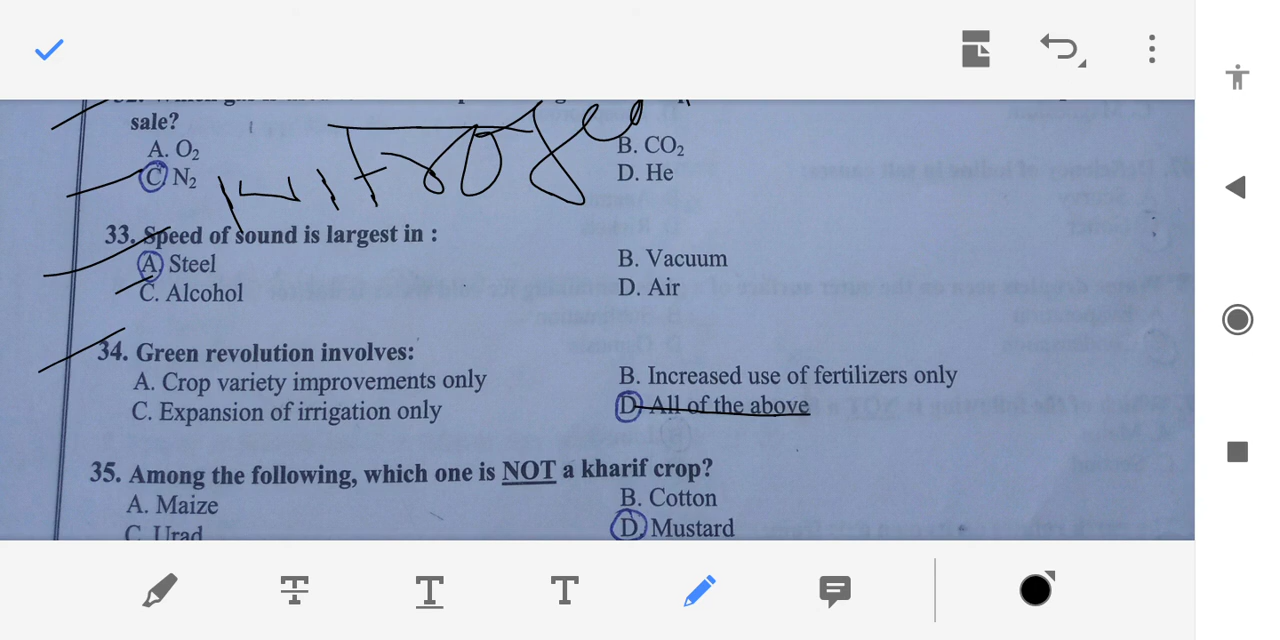 sale?
A. O₂
B. CO₂
C. N₂
D. He
33. Speed of sound is largest in :
A. Steel
B. Vacuum
C. Alcohol
D. Air
34. Green revolution involves:
A. Crop variety improvements only
B. Increased use of fertilizers only
C. Expansion of irrigation only
D. All of the above
35. Among the following, which one is NOT a kharif crop?
A. Maize
B. Cotton
C. Urad
D. Mustard